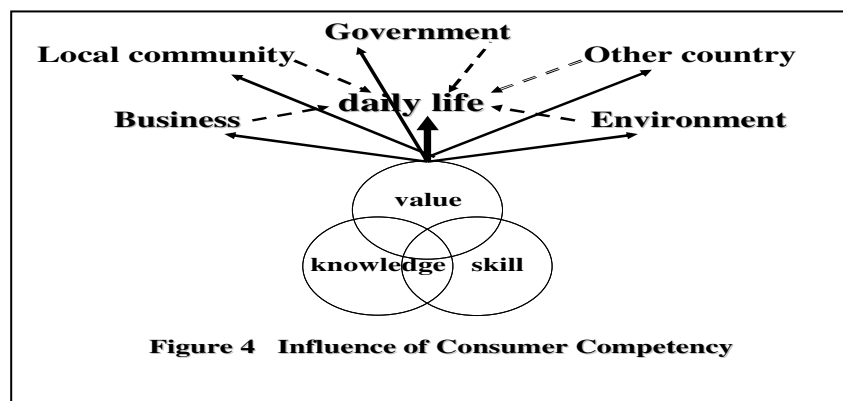 Government
Local community
Other country
daily life
Business
Environment
value
knowledge
skill
Figure 4 Influence of Consumer Competency